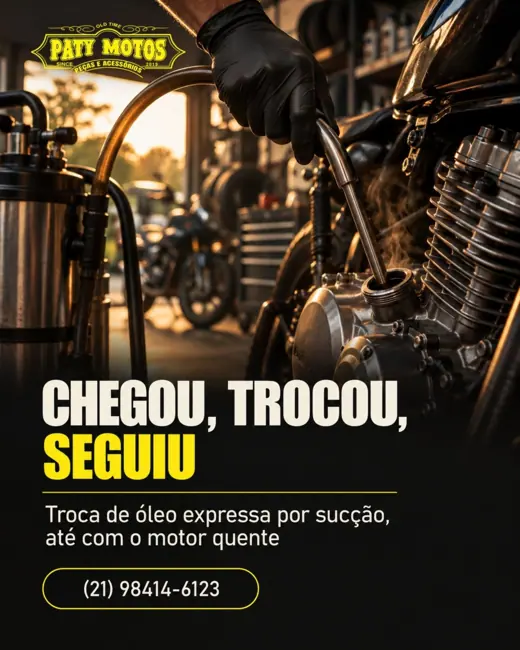 OLD TIME
PATY MOTOS
SINCE 2015
PEÇAS E ACESSÓRIOS
CHEGOU, TROCOU,
SEGUIU
Troca de óleo expressa por sucção,
até com o motor quente
(21) 98414-6123